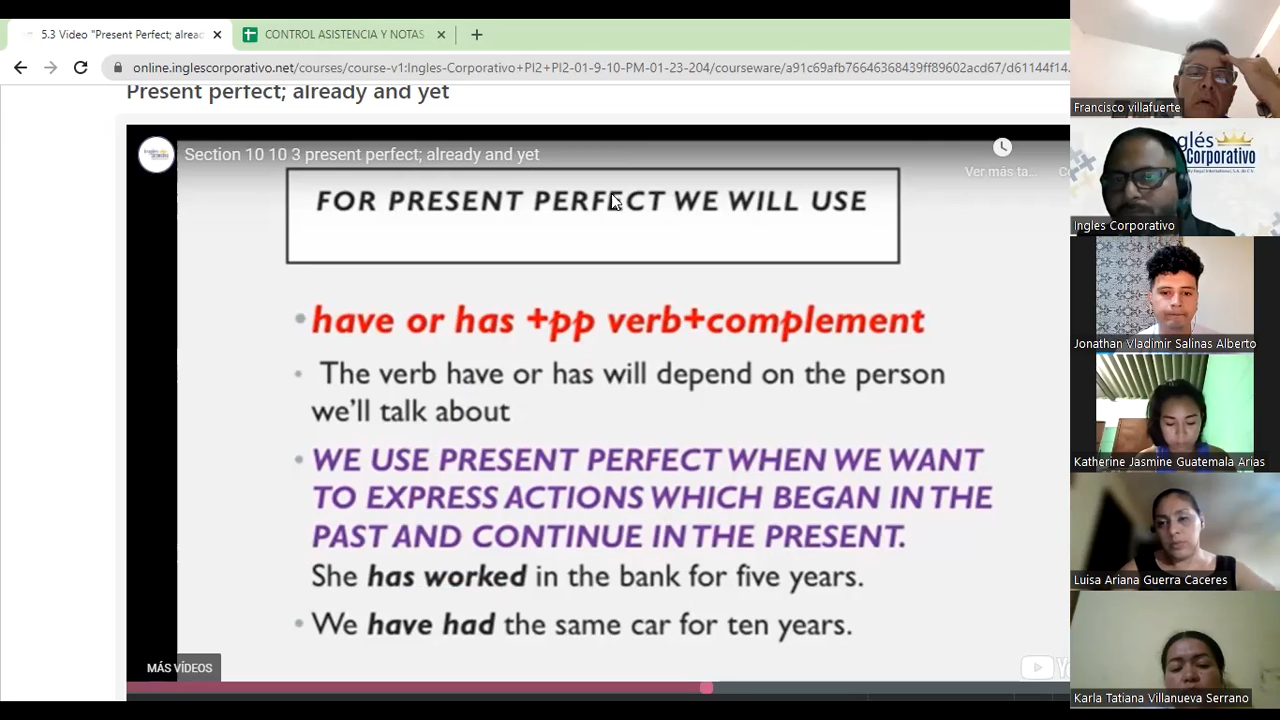 5.3 Video "Present Perfect; alread
CONTROL ASISTENCIA Y NOTAS
online.inglescorporativo.net/courses/course-v1:Ingles-Corporativo+PI2+PI2-01-9-10-PM-01-23-204/courseware/a91c69afb76646368439ff89602acd67/d61144f14.
Present perfect; already and yet
Section 10 10 3 present perfect; already and yet
Ver más ta...
FOR PRESENT PERFECT WE WILL USE
•have or has +pp verb+complement
• The verb have or has will depend on the person
we'll talk about
• WE USE PRESENT PERFECT WHEN WE WANT
TO EXPRESS ACTIONS WHICH BEGAN IN THE
PAST AND CONTINUE IN THE PRESENT.
She has worked in the bank for five years.
• We have had the same car for ten years.
MÁS VÍDEOS
Francisco villafuerte
Inglés
Corporativo
Ingles Corporativo
Jonathan Vladimir Salinas Alberto
Katherine Jasmine Guatemala Arias
Luisa Ariana Guerra Caceres
Karla Tatiana Villanueva Serrano